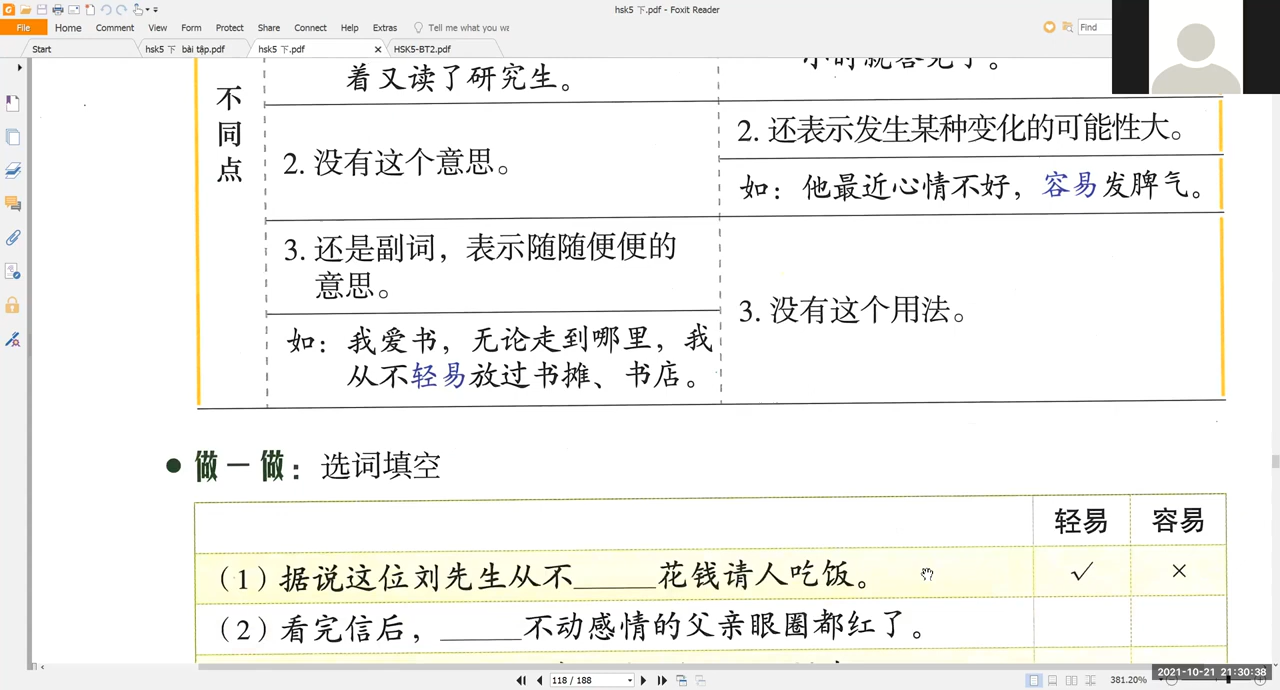 hsk5 下.pdf - Foxit Reader
File Home Comment View Form Protect Share Connect Help Extras Tell me what you wa Find
Start hsk5 下 bài tập.pdf hsk5 下.pdf HSK5-BT2.pdf
着又读了研究生。
不同点
2. 没有这个意思。
2. 还表示发生某种变化的可能性大。
如：他最近心情不好，容易发脾气。
3. 还是副词，表示随随便便的
意思。
如：我爱书，无论走到哪里，我
从不轻易放过书摊、书店。
3. 没有这个用法。
● 做一做：选词填空
轻易 容易
（1）据说这位刘先生从不______花钱请人吃饭。 ✓ ×
（2）看完信后，______不动感情的父亲眼圈都红了。
118 / 188
381.20%
2021-10-21 21:30:38